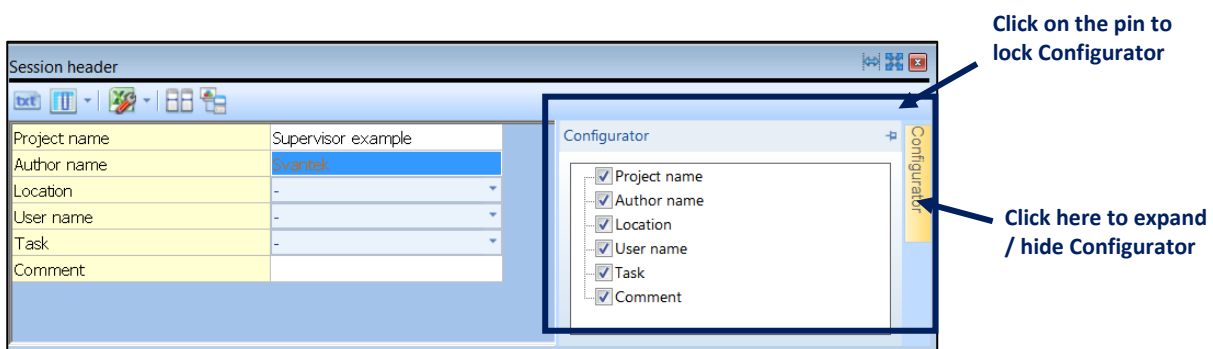 Click on the pin to
lock Configurator
Session header
txt
Project name Supervisor example
Author name Svantek
Location -
User name -
Task -
Comment
Configurator
Project name
Author name
Location
User name
Task
Comment
Configurator
Click here to expand
/ hide Configurator